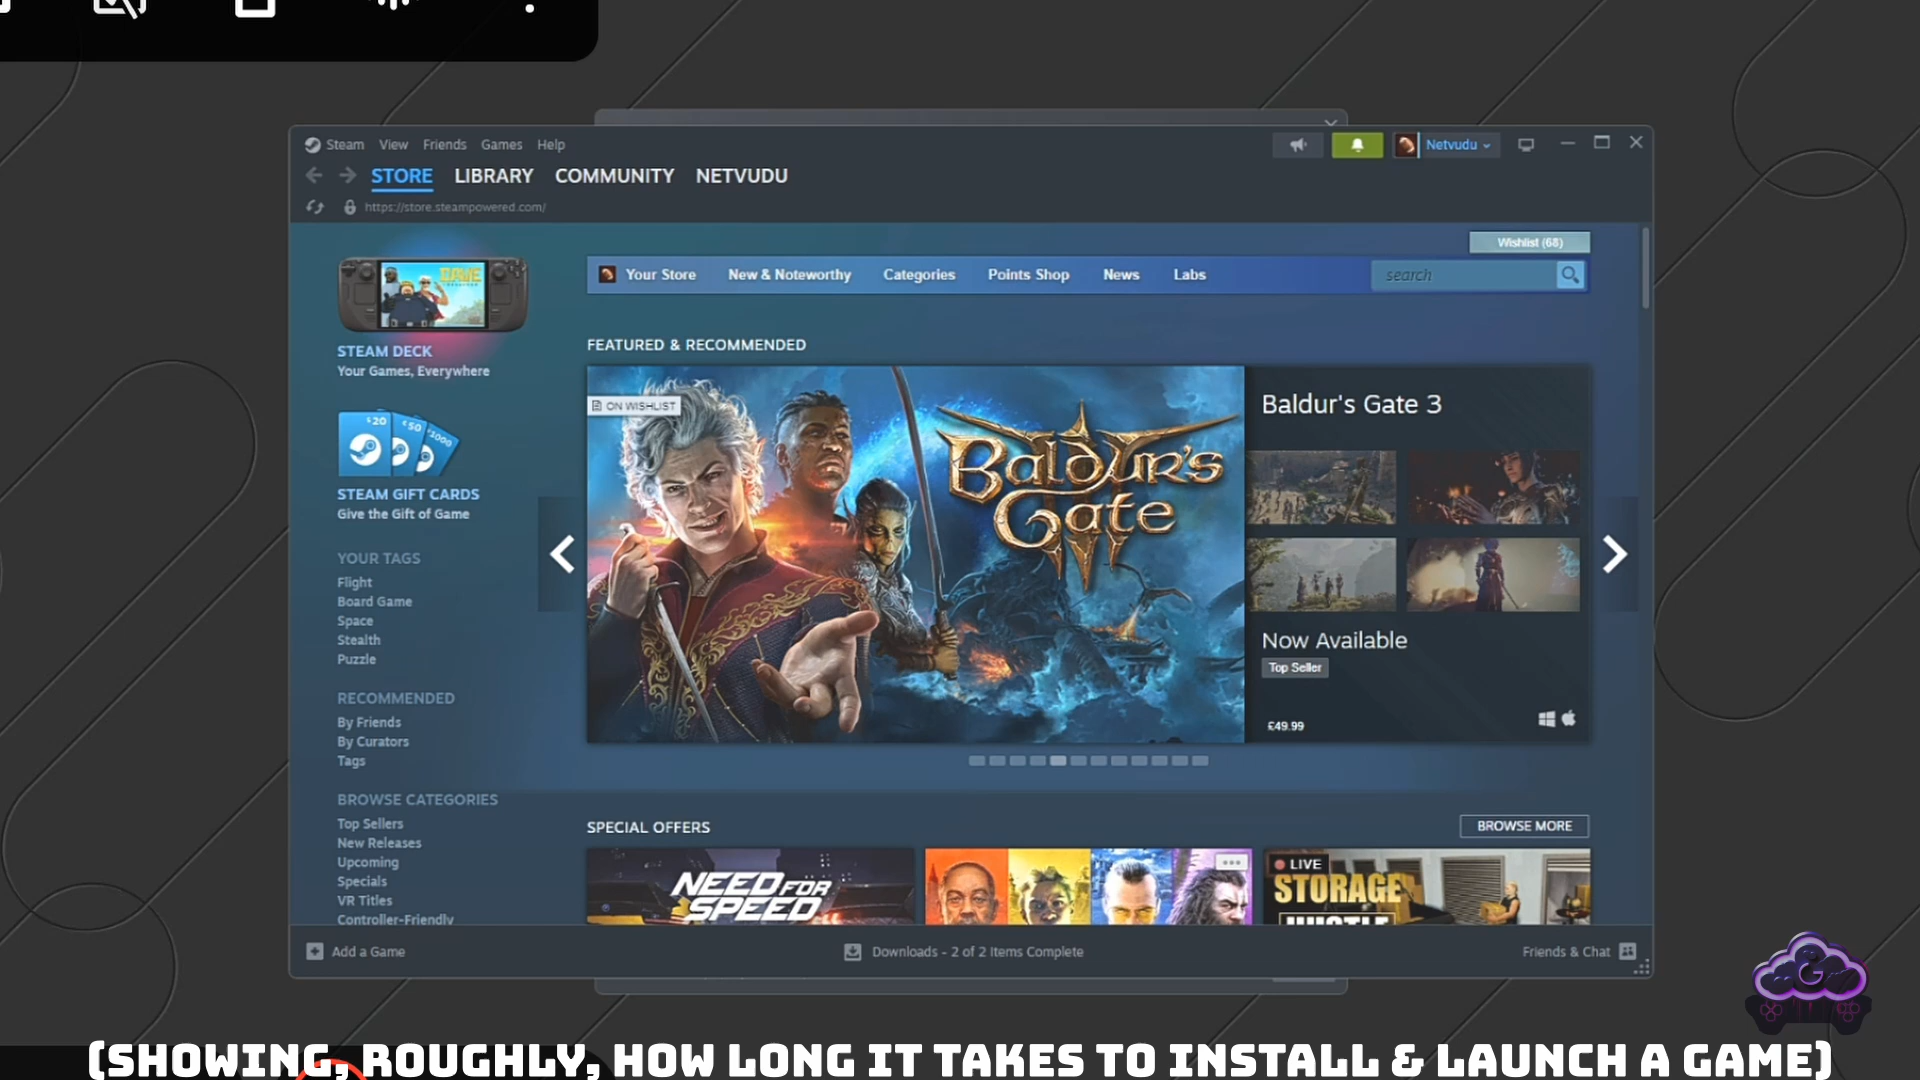 Steam View Friends Games Help
Netvudu
STORE LIBRARY COMMUNITY NETVUDU
https://store.steampowered.com/
Wishlist (68)
Your Store New & Noteworthy Categories Points Shop News Labs
search
GAME
STEAM DECK
Your Games, Everywhere
£20 £50
STEAM GIFT CARDS
Give the Gift of Game
YOUR TAGS
Flight
Board Game
Space
Stealth
Puzzle
RECOMMENDED
By Friends
By Curators
Tags
BROWSE CATEGORIES
Top Sellers
New Releases
Upcoming
Specials
VR Titles
Controller-Friendly
FEATURED & RECOMMENDED
ON WISHLIST
BALDUR'S
GATE
III
Baldur's Gate 3
Now Available
Top Seller
£49.99
SPECIAL OFFERS
BROWSE MORE
NEED FOR
SPEED
LIVE
STORAGE
HUSTLE
Add a Game
Downloads - 2 of 2 Items Complete
Friends & Chat
(SHOWING, ROUGHLY, HOW LONG IT TAKES TO INSTALL & LAUNCH A GAME)